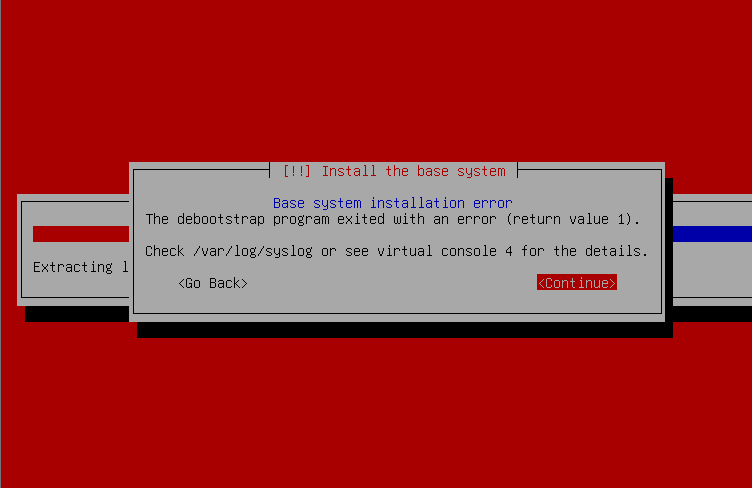 [!!] Install the base system
Base system installation error
The debootstrap program exited with an error (return value 1).
Check /var/log/syslog or see virtual console 4 for the details.
Extracting l
<Go Back> <Continue>